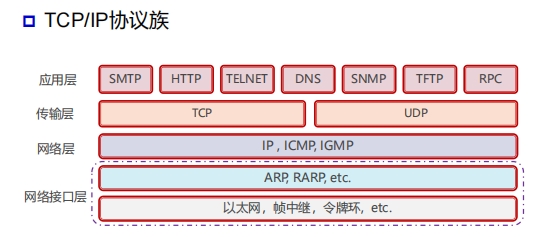 TCP/IP协议族
应用层 SMTP HTTP TELNET DNS SNMP TFTP RPC
传输层 TCP UDP
网络层 IP , ICMP, IGMP
ARP, RARP, etc.
网络接口层
以太网，帧中继，令牌环，etc.